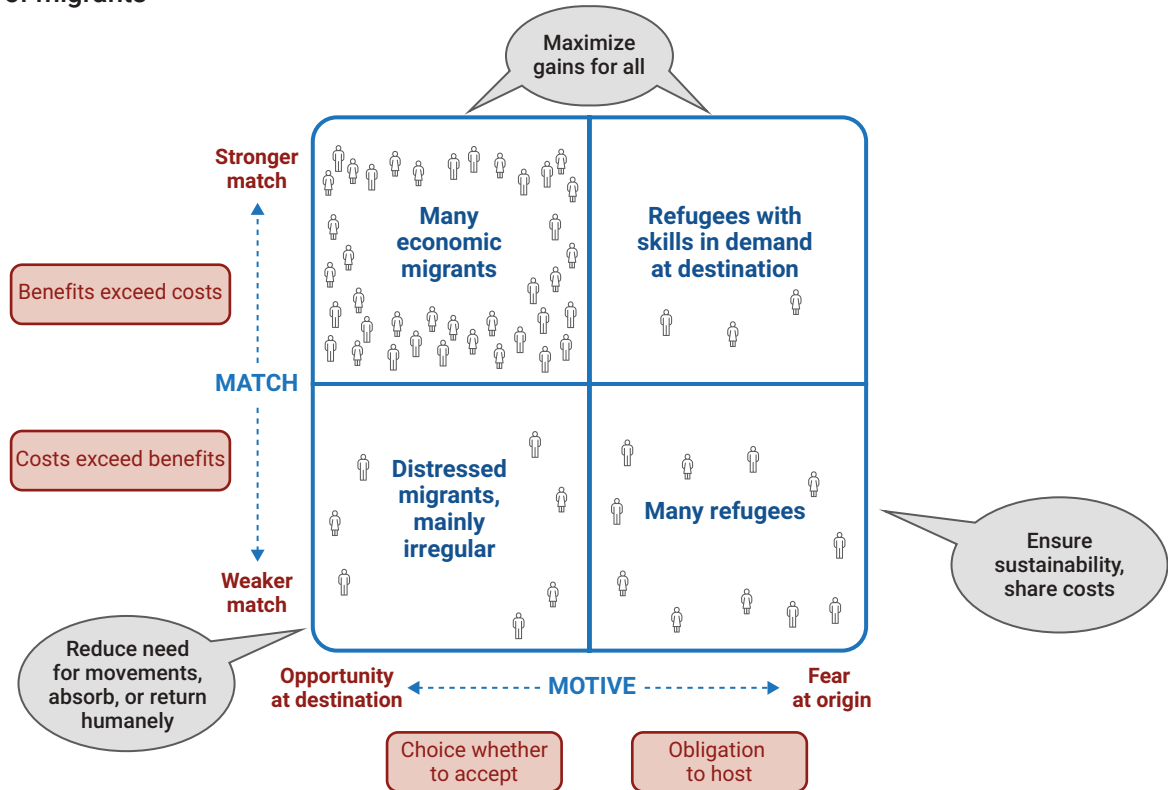 of migrants
Maximize
gains for all
Stronger
match
Many
economic
migrants
Refugees with
skills in demand
at destination
Benefits exceed costs
MATCH
Costs exceed benefits
Distressed
migrants,
mainly
irregular
Many refugees
Ensure
sustainability,
share costs
Weaker
match
Reduce need
for movements,
absorb, or return
humanely
Opportunity
at destination
MOTIVE
Fear
at origin
Choice whether
to accept
Obligation
to host